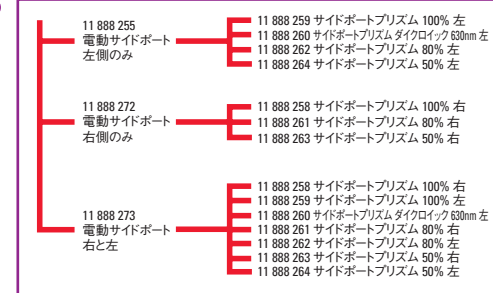 11 888 255
電動サイドポート
左側のみ
11 888 259 サイドポートプリズム 100% 左
11 888 260 サイドポートプリズム ダイクロイック 630nm 左
11 888 262 サイドポートプリズム 80% 左
11 888 264 サイドポートプリズム 50% 左
11 888 272
電動サイドポート
右側のみ
11 888 258 サイドポートプリズム 100% 右
11 888 261 サイドポートプリズム 80% 右
11 888 263 サイドポートプリズム 50% 右
11 888 273
電動サイドポート
右と左
11 888 258 サイドポートプリズム 100% 右
11 888 259 サイドポートプリズム 100% 左
11 888 260 サイドポートプリズム ダイクロイック 630nm 左
11 888 261 サイドポートプリズム 80% 右
11 888 262 サイドポートプリズム 80% 左
11 888 263 サイドポートプリズム 50% 右
11 888 264 サイドポートプリズム 50% 左